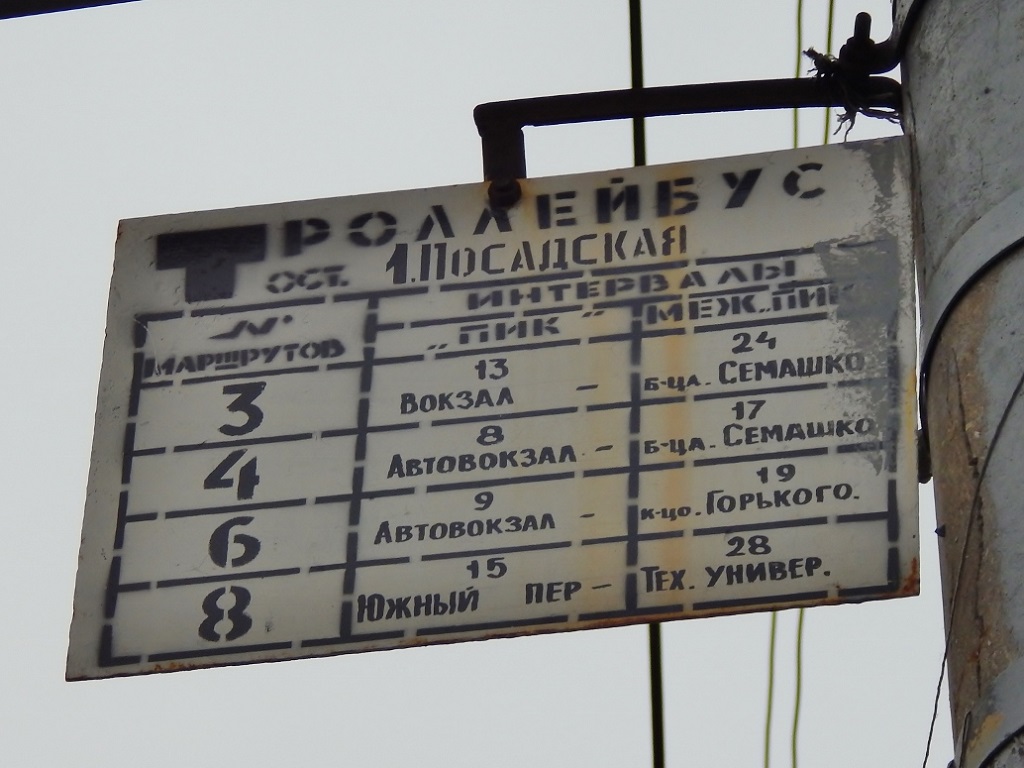 ТРОЛЛЕЙБУС
ОСТ. 1.ПОСАДСКАЯ
ИНТЕРВАЛЫ
№ МАРШРУТОВ
„ПИК“ МЕЖ„ПИК
3 13 24
ВОКЗАЛ – Б-ЦА. СЕМАШКО
4 8 17
АВТОВОКЗАЛ – Б-ЦА. СЕМАШКО
6 9 19
АВТОВОКЗАЛ – К-ЦО. ГОРЬКОГО.
8 15 28
ЮЖНЫЙ ПЕР – ТЕХ. УНИВЕР.